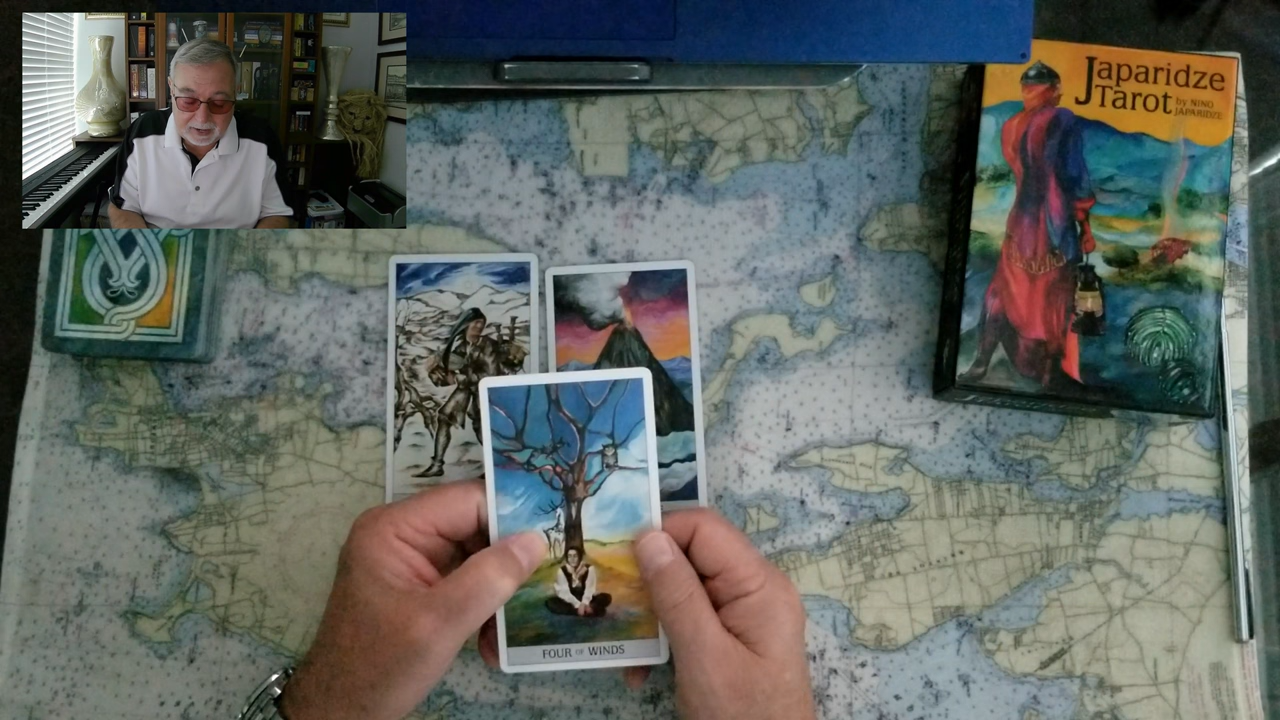 Japaridze
Tarot
by NINO
JAPARIDZE
FOUR OF WINDS